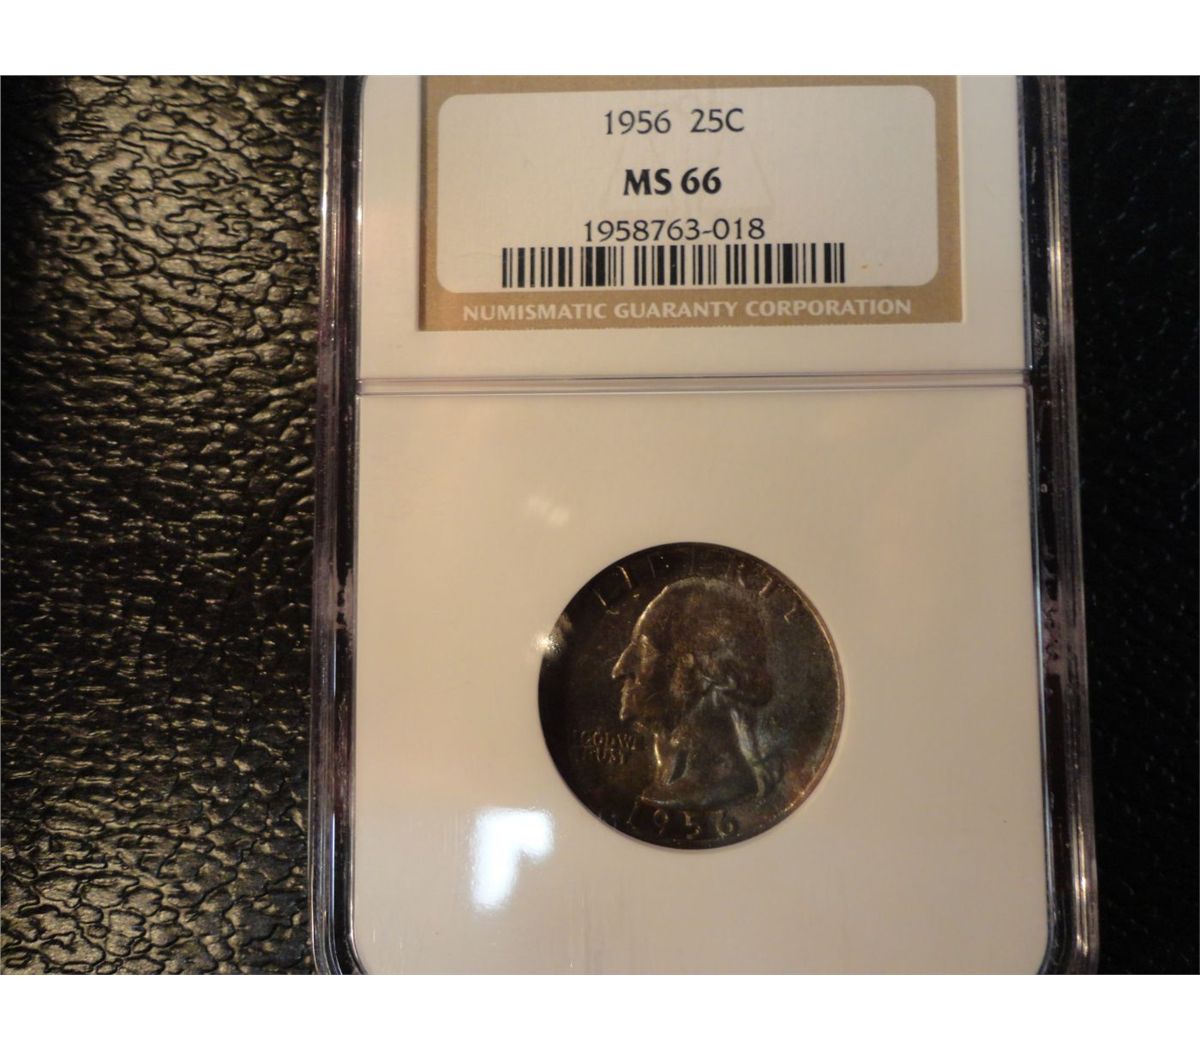 1956 25C
MS 66
1958763-018
NUMISMATIC GUARANTY CORPORATION
LIBERTY
IN GOD WE
TRUST
1956